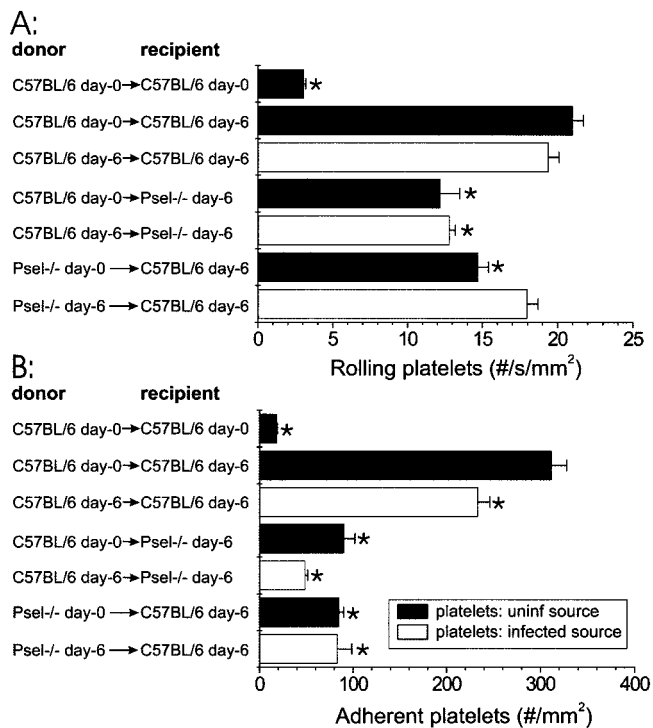 A:
donor recipient
C57BL/6 day-0→C57BL/6 day-0 *
C57BL/6 day-0→C57BL/6 day-6
C57BL/6 day-6→C57BL/6 day-6
C57BL/6 day-0→Psel-/- day-6 *
C57BL/6 day-6→Psel-/- day-6 *
Psel-/- day-0 →C57BL/6 day-6 *
Psel-/- day-6 →C57BL/6 day-6
0 5 10 15 20 25
Rolling platelets (#/s/mm²)
B:
donor recipient
C57BL/6 day-0→C57BL/6 day-0 *
C57BL/6 day-0→C57BL/6 day-6
C57BL/6 day-6→C57BL/6 day-6 *
C57BL/6 day-0→Psel-/- day-6 *
C57BL/6 day-6→Psel-/- day-6 *
Psel-/- day-0 →C57BL/6 day-6 *
Psel-/- day-6 →C57BL/6 day-6 *
platelets: uninf source
platelets: infected source
0 100 200 300 400
Adherent platelets (#/mm²)